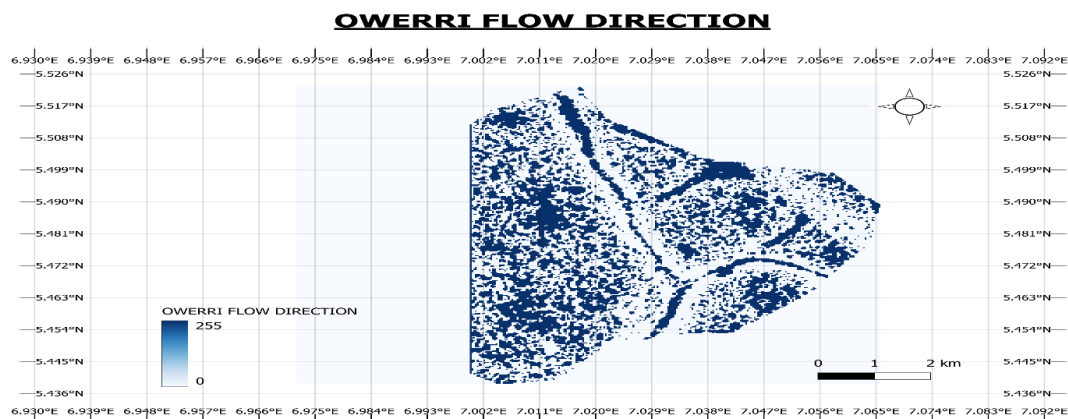 OWERRI FLOW DIRECTION
6.930°E 6.939°E 6.948°E 6.957°E 6.966°E 6.975°E 6.984°E 6.993°E 7.002°E 7.011°E 7.020°E 7.029°E 7.038°E 7.047°E 7.056°E 7.065°E 7.074°E 7.083°E 7.092°E
5.526°N 5.526°N
5.517°N 5.517°N
5.508°N 5.508°N
5.499°N 5.499°N
5.490°N 5.490°N
5.481°N 5.481°N
5.472°N 5.472°N
5.463°N 5.463°N
OWERRI FLOW DIRECTION
255
5.454°N 5.454°N
5.445°N 5.445°N
0 1 2 km
0
5.436°N 5.436°N
6.930°E 6.939°E 6.948°E 6.957°E 6.966°E 6.975°E 6.984°E 6.993°E 7.002°E 7.011°E 7.020°E 7.029°E 7.038°E 7.047°E 7.056°E 7.065°E 7.074°E 7.083°E 7.092°E